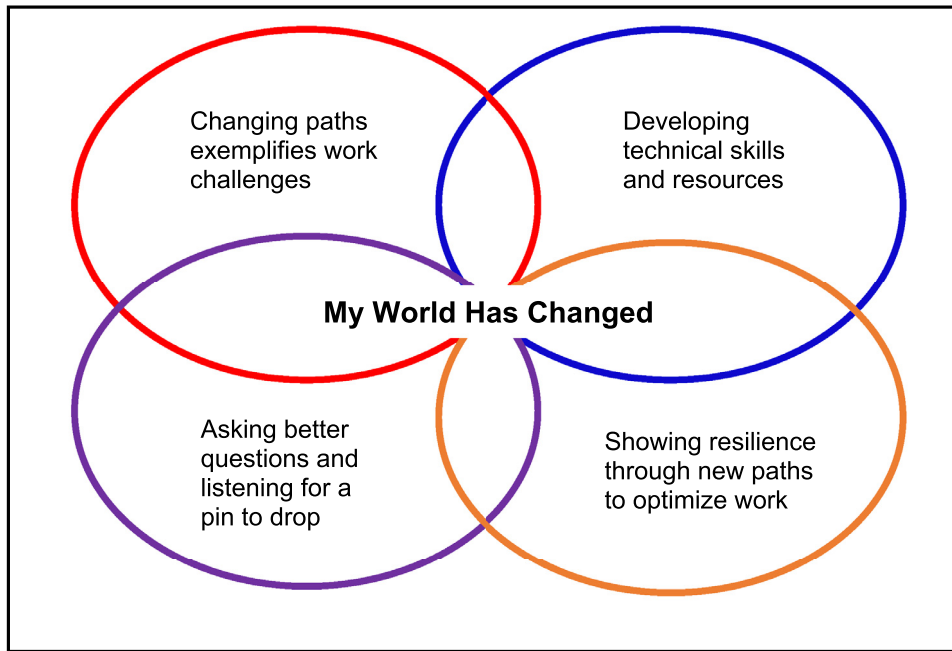 Changing paths
exemplifies work
challenges
Developing
technical skills
and resources
My World Has Changed
Asking better
questions and
listening for a
pin to drop
Showing resilience
through new paths
to optimize work